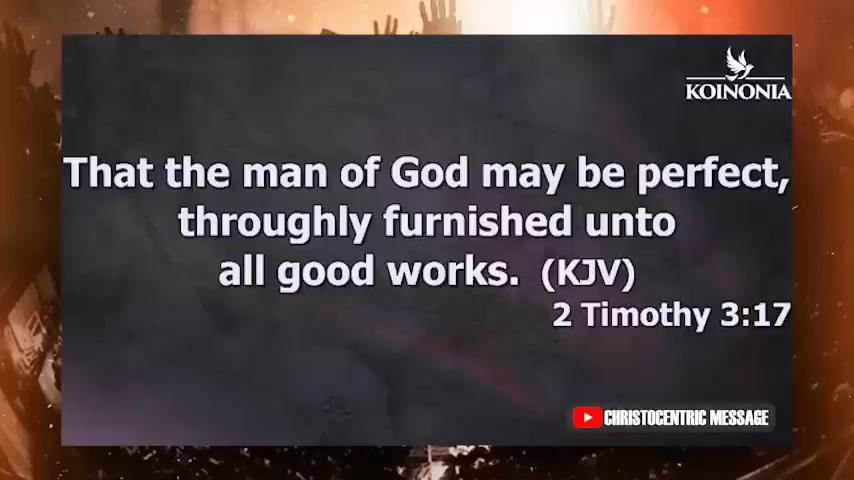 KOINONIA
That the man of God may be perfect,
throughly furnished unto
all good works. (KJV)
2 Timothy 3:17
CHRISTOCENTRIC MESSAGE